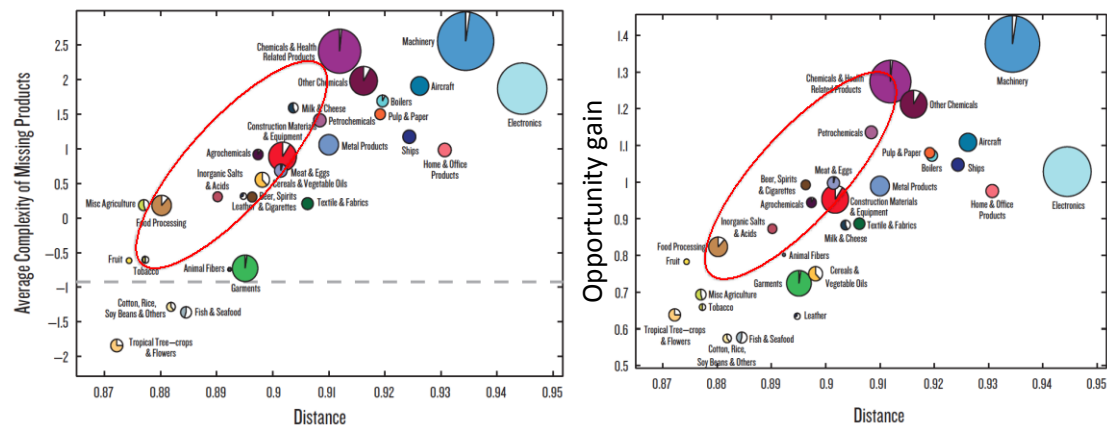 Average Complexity of Missing Products
2.5
2
1.5
1
0.5
0
−0.5
−1
−1.5
−2
Chemicals & Health
Related Products
Machinery
Other Chemicals
Aircraft
Milk & Cheese
Boilers
Petrochemicals
Pulp & Paper
Electronics
Construction Materials
& Equipment
Ships
Agrochemicals
Metal Products
Home & Office
Products
Inorganic Salts
& Acids
Meat & Eggs
Cereals & Vegetable Oils
Misc Agriculture
Beer, Spirits
& Cigarettes
Leather
Textile & Fabrics
Food Processing
Fruit
Tobacco
Animal Fibers
Garments
Cotton, Rice,
Soy Beans & Others
Fish & Seafood
Tropical Tree—crops
& Flowers
0.87
0.88
0.89
0.9
0.91
0.92
0.93
0.94
0.95
Distance
Opportunity gain
1.4
1.3
1.2
1.1
1
0.9
0.8
0.7
0.6
0.5
Machinery
Chemicals & Health
Related Products
Other Chemicals
Petrochemicals
Aircraft
Pulp & Paper
Boilers
Ships
Electronics
Meat & Eggs
Beer, Spirits
& Cigarettes
Metal Products
Home & Office
Products
Agrochemicals
Construction Materials
& Equipment
Inorganic Salts
& Acids
Textile & Fabrics
Milk & Cheese
Food Processing
Fruit
Animal Fibers
Cereals &
Vegetable Oils
Garments
Misc Agriculture
Tobacco
Leather
Tropical Tree—crops
& Flowers
Fish & Seafood
Cotton, Rice,
Soy Beans & Others
0.87
0.88
0.89
0.9
0.91
0.92
0.93
0.94
0.95
Distance